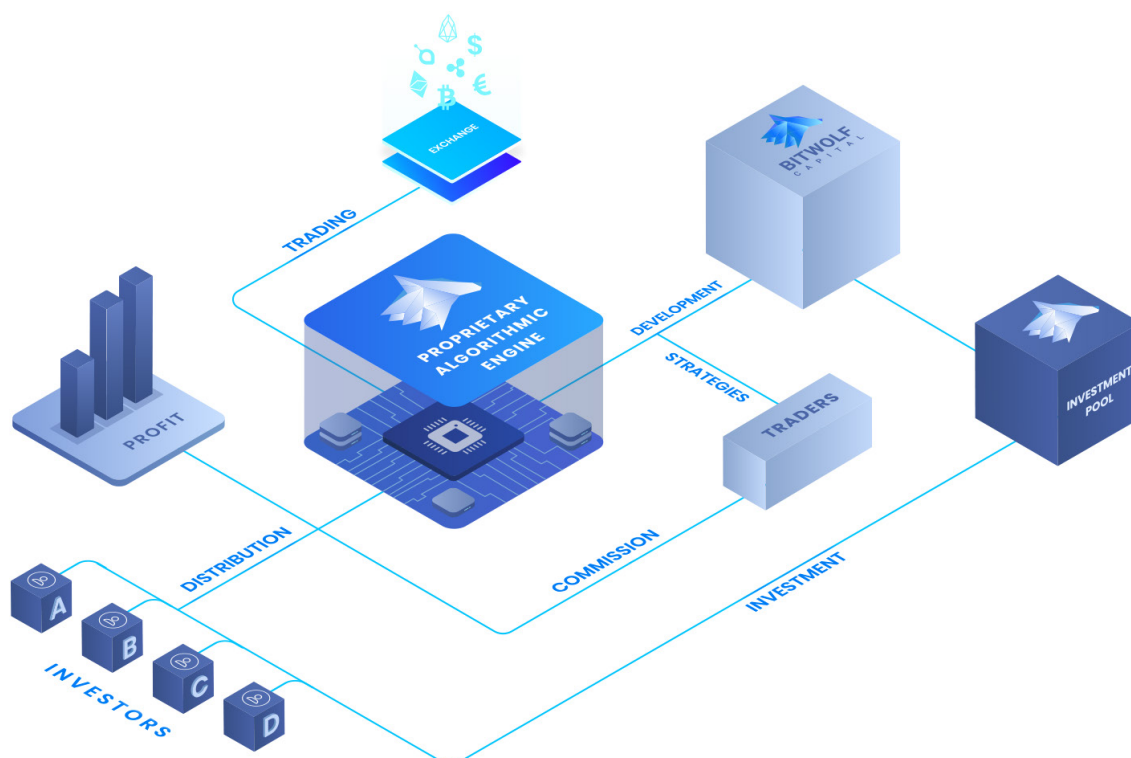 EXCHANGE
TRADING
BITWOLF
CAPITAL
PROPRIETARY
ALGORITHMIC
ENGINE
DEVELOPMENT
STRATEGIES
TRADERS
INVESTMENT
POOL
PROFIT
DISTRIBUTION
COMMISSION
INVESTMENT
A
B
C
D
INVESTORS